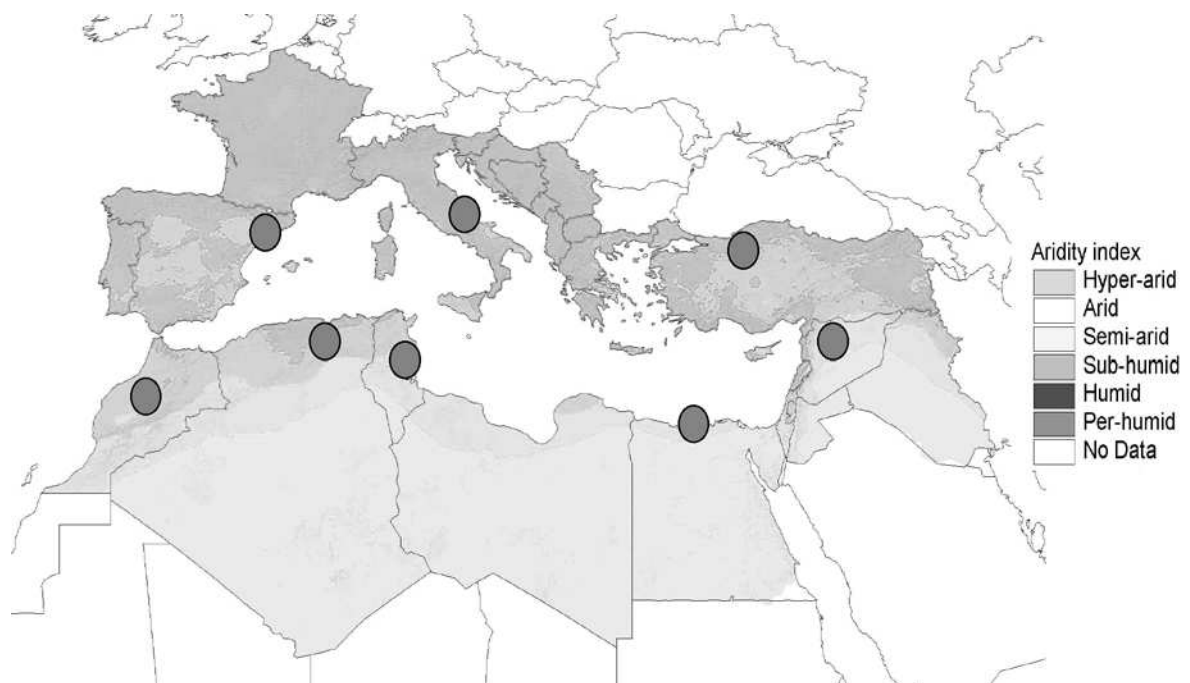 Aridity index
Hyper-arid
Arid
Semi-arid
Sub-humid
Humid
Per-humid
No Data